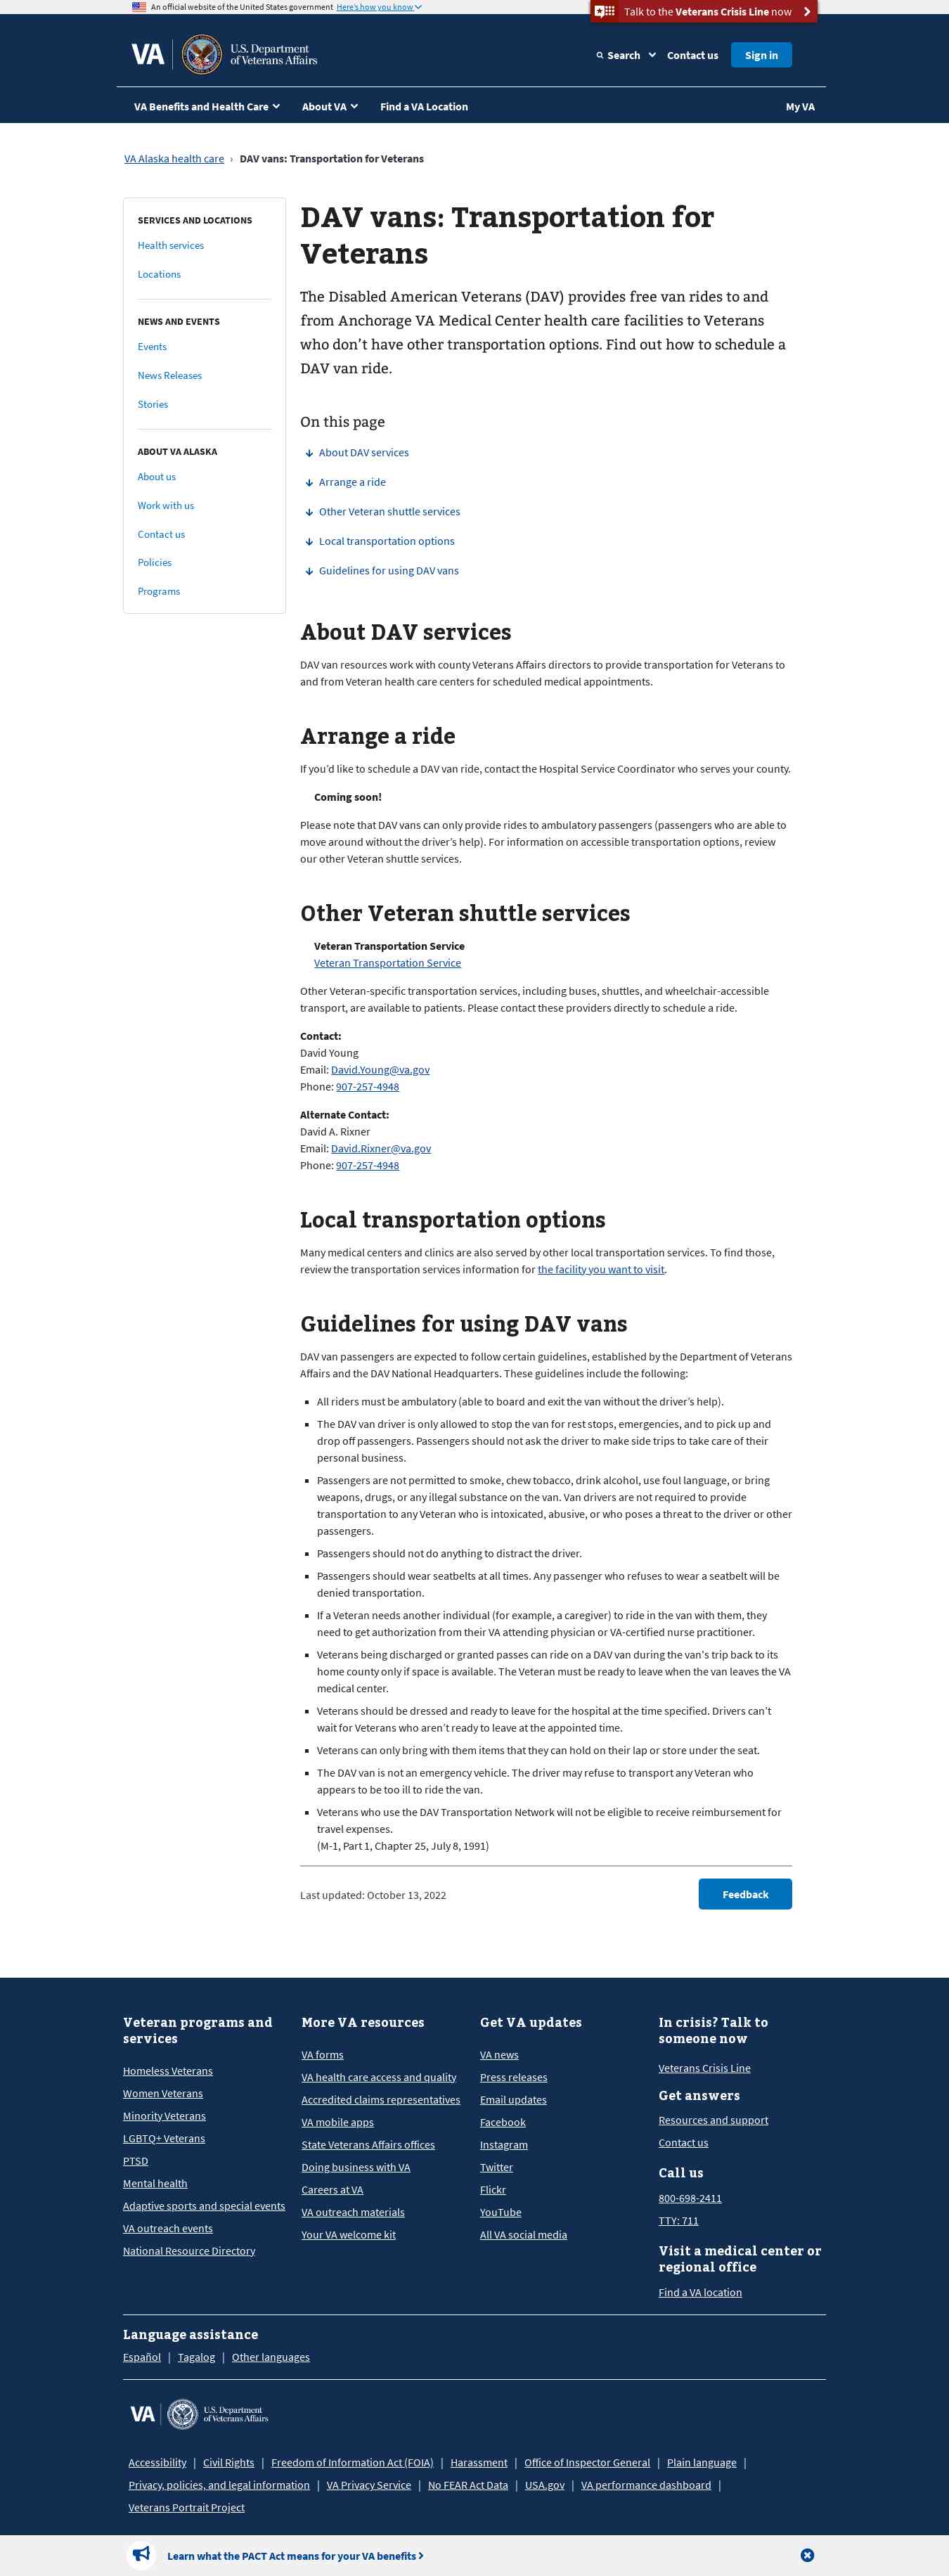 An official website of the United States government Here's how you know
Talk to the Veterans Crisis Line now
VA
U.S. Department
of Veterans Affairs
Search Contact us Sign in
VA Benefits and Health Care About VA Find a VA Location My VA
VA Alaska health care › DAV vans: Transportation for Veterans
SERVICES AND LOCATIONS
Health services
Locations
NEWS AND EVENTS
Events
News Releases
Stories
ABOUT VA ALASKA
About us
Work with us
Contact us
Policies
Programs
DAV vans: Transportation for
Veterans
The Disabled American Veterans (DAV) provides free van rides to and
from Anchorage VA Medical Center health care facilities to Veterans
who don't have other transportation options. Find out how to schedule a
DAV van ride.
On this page
About DAV services
Arrange a ride
Other Veteran shuttle services
Local transportation options
Guidelines for using DAV vans
About DAV services
DAV van resources work with county Veterans Affairs directors to provide transportation for Veterans to
and from Veteran health care centers for scheduled medical appointments.
Arrange a ride
If you'd like to schedule a DAV van ride, contact the Hospital Service Coordinator who serves your county.
Coming soon!
Please note that DAV vans can only provide rides to ambulatory passengers (passengers who are able to
move around without the driver's help). For information on accessible transportation options, review
our other Veteran shuttle services.
Other Veteran shuttle services
Veteran Transportation Service
Veteran Transportation Service
Other Veteran-specific transportation services, including buses, shuttles, and wheelchair-accessible
transport, are available to patients. Please contact these providers directly to schedule a ride.
Contact:
David Young
Email: David.Young@va.gov
Phone: 907-257-4948
Alternate Contact:
David A. Rixner
Email: David.Rixner@va.gov
Phone: 907-257-4948
Local transportation options
Many medical centers and clinics are also served by other local transportation services. To find those,
review the transportation services information for the facility you want to visit.
Guidelines for using DAV vans
DAV van passengers are expected to follow certain guidelines, established by the Department of Veterans
Affairs and the DAV National Headquarters. These guidelines include the following:
All riders must be ambulatory (able to board and exit the van without the driver's help).
The DAV van driver is only allowed to stop the van for rest stops, emergencies, and to pick up and
drop off passengers. Passengers should not ask the driver to make side trips to take care of their
personal business.
Passengers are not permitted to smoke, chew tobacco, drink alcohol, use foul language, or bring
weapons, drugs, or any illegal substance on the van. Van drivers are not required to provide
transportation to any Veteran who is intoxicated, abusive, or who poses a threat to the driver or other
passengers.
Passengers should not do anything to distract the driver.
Passengers should wear seatbelts at all times. Any passenger who refuses to wear a seatbelt will be
denied transportation.
If a Veteran needs another individual (for example, a caregiver) to ride in the van with them, they
need to get authorization from their VA attending physician or VA-certified nurse practitioner.
Veterans being discharged or granted passes can ride on a DAV van during the van's trip back to its
home county only if space is available. The Veteran must be ready to leave when the van leaves the VA
medical center.
Veterans should be dressed and ready to leave for the hospital at the time specified. Drivers can't
wait for Veterans who aren't ready to leave at the appointed time.
Veterans can only bring with them items that they can hold on their lap or store under the seat.
The DAV van is not an emergency vehicle. The driver may refuse to transport any Veteran who
appears to be too ill to ride the van.
Veterans who use the DAV Transportation Network will not be eligible to receive reimbursement for
travel expenses.
(M-1, Part 1, Chapter 25, July 8, 1991)
Last updated: October 13, 2022
Feedback
Veteran programs and
services
Homeless Veterans
Women Veterans
Minority Veterans
LGBTQ+ Veterans
PTSD
Mental health
Adaptive sports and special events
VA outreach events
National Resource Directory
More VA resources
VA forms
VA health care access and quality
Accredited claims representatives
VA mobile apps
State Veterans Affairs offices
Doing business with VA
Careers at VA
VA outreach materials
Your VA welcome kit
Get VA updates
VA news
Press releases
Email updates
Facebook
Instagram
Twitter
Flickr
YouTube
All VA social media
In crisis? Talk to
someone now
Veterans Crisis Line
Get answers
Resources and support
Contact us
Call us
800-698-2411
TTY: 711
Visit a medical center or
regional office
Find a VA location
Language assistance
Español | Tagalog | Other languages
VA
U.S. Department
of Veterans Affairs
Accessibility | Civil Rights | Freedom of Information Act (FOIA) | Harassment | Office of Inspector General | Plain language |
Privacy, policies, and legal information | VA Privacy Service | No FEAR Act Data | USA.gov | VA performance dashboard |
Veterans Portrait Project
Learn what the PACT Act means for your VA benefits